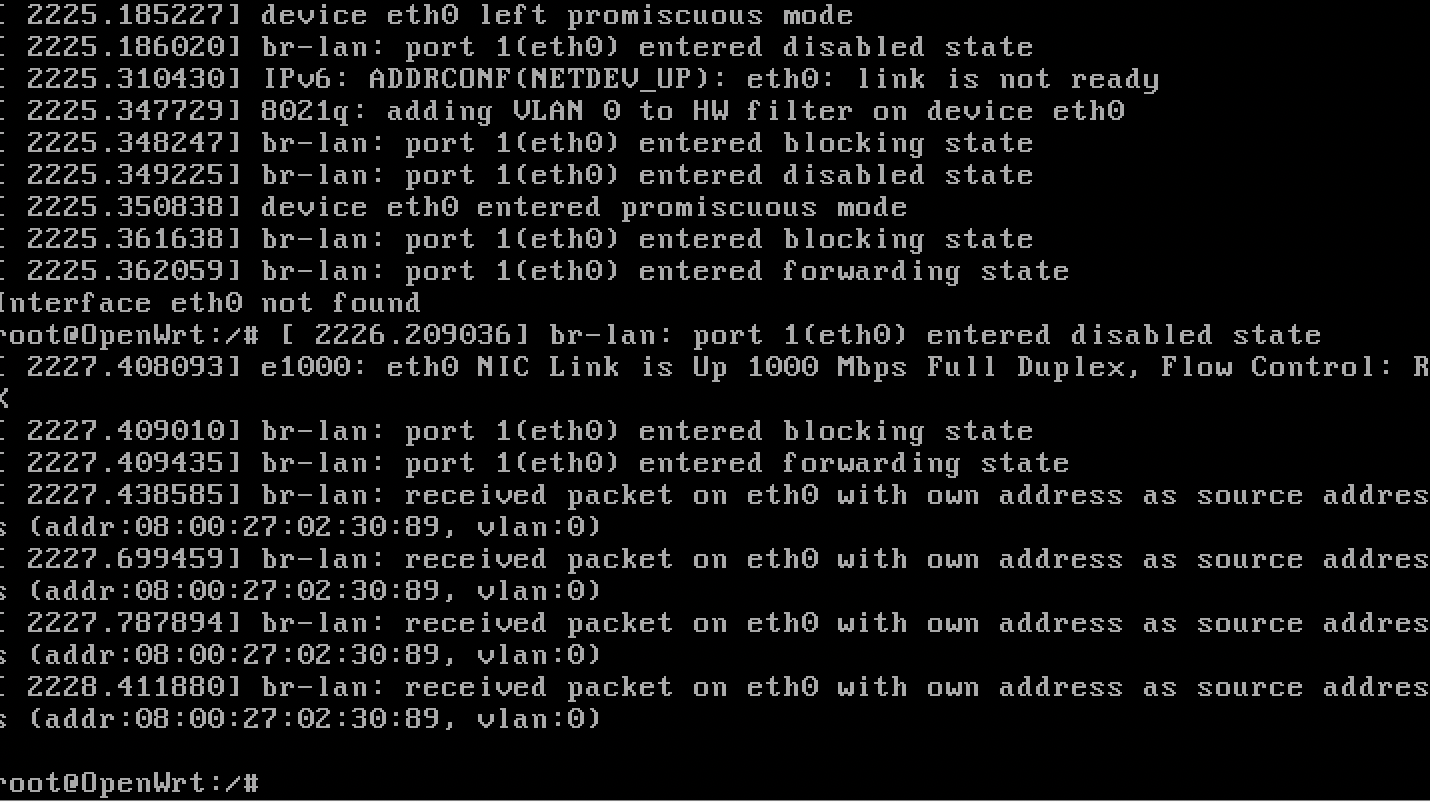 [ 2225.185227] device eth0 left promiscuous mode
[ 2225.186020] br-lan: port 1(eth0) entered disabled state
[ 2225.310430] IPv6: ADDRCONF(NETDEV_UP): eth0: link is not ready
[ 2225.347729] 8021q: adding VLAN 0 to HW filter on device eth0
[ 2225.348247] br-lan: port 1(eth0) entered blocking state
[ 2225.349225] br-lan: port 1(eth0) entered disabled state
[ 2225.350838] device eth0 entered promiscuous mode
[ 2225.361638] br-lan: port 1(eth0) entered blocking state
[ 2225.362059] br-lan: port 1(eth0) entered forwarding state
Interface eth0 not found
root@OpenWrt:/# [ 2226.209036] br-lan: port 1(eth0) entered disabled state
[ 2227.408093] e1000: eth0 NIC Link is Up 1000 Mbps Full Duplex, Flow Control: R
X
[ 2227.409010] br-lan: port 1(eth0) entered blocking state
[ 2227.409435] br-lan: port 1(eth0) entered forwarding state
[ 2227.438585] br-lan: received packet on eth0 with own address as source addres
s (addr:08:00:27:02:30:89, vlan:0)
[ 2227.699459] br-lan: received packet on eth0 with own address as source addres
s (addr:08:00:27:02:30:89, vlan:0)
[ 2227.787894] br-lan: received packet on eth0 with own address as source addres
s (addr:08:00:27:02:30:89, vlan:0)
[ 2228.411880] br-lan: received packet on eth0 with own address as source addres
s (addr:08:00:27:02:30:89, vlan:0)
root@OpenWrt:/#